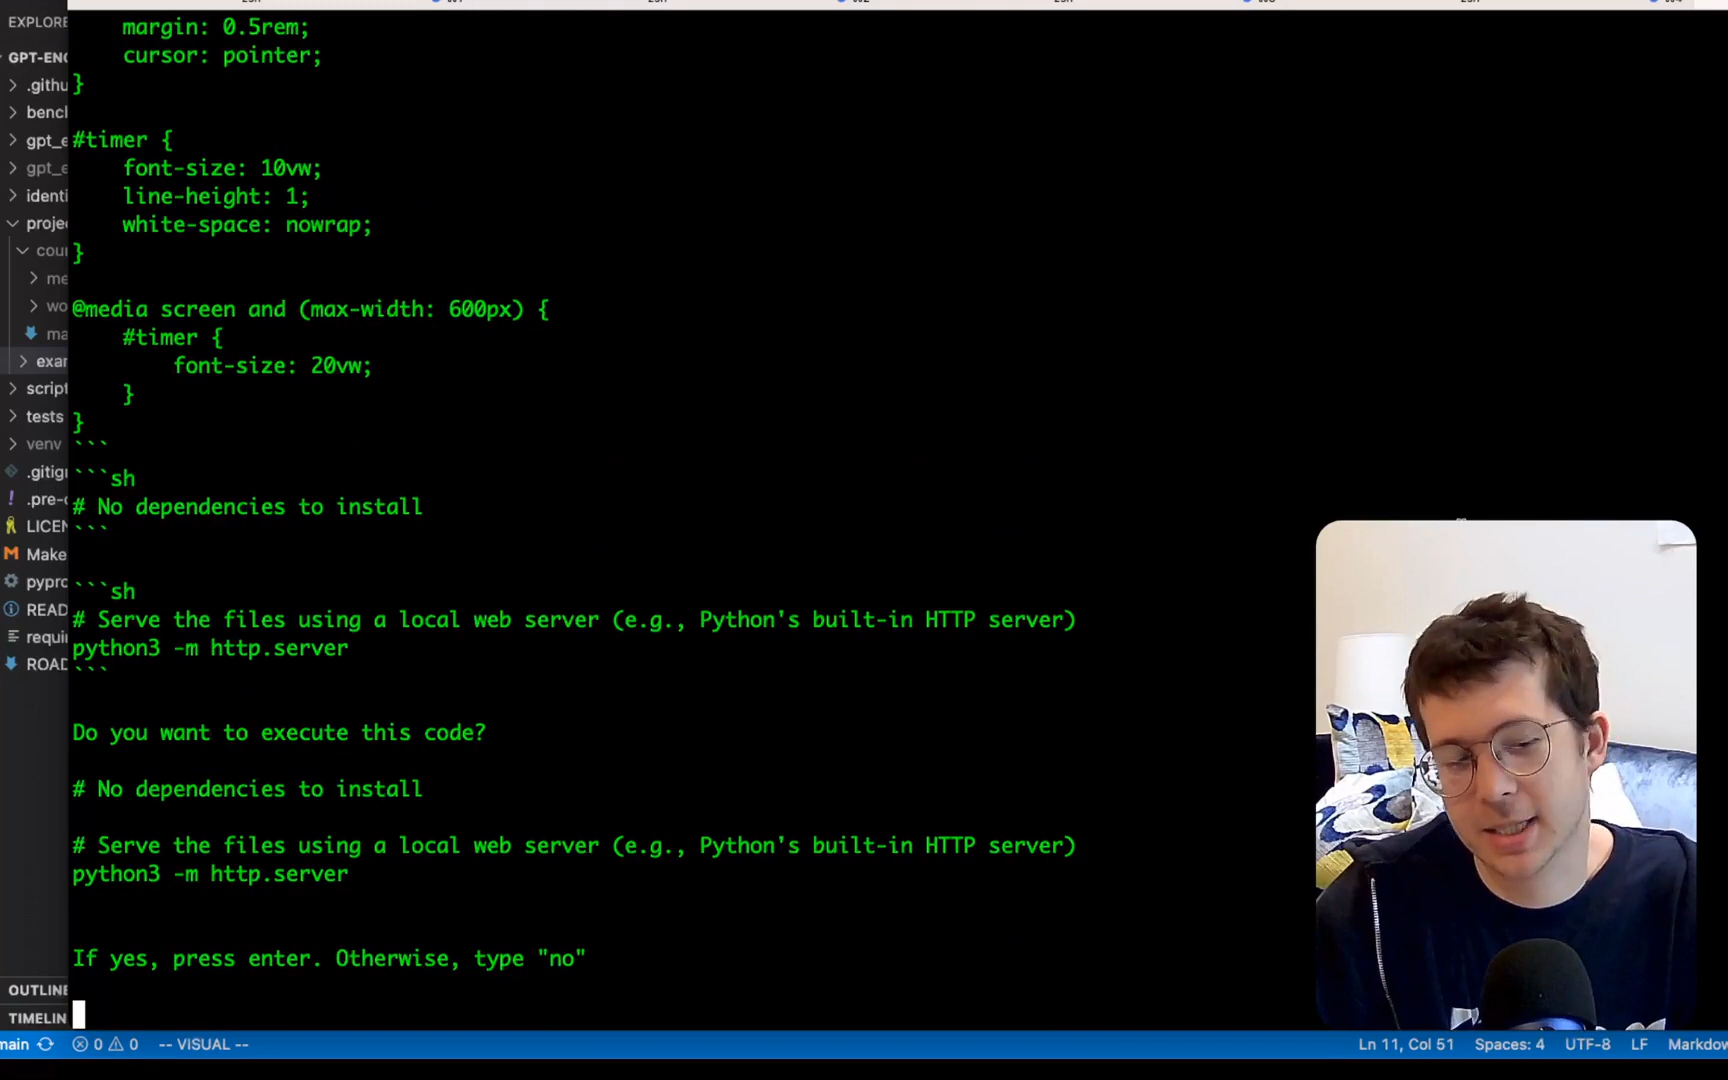 EXPLORE
GPT-ENG
.githu
bencl
gpt_e
gpt_e
identi
projec
cour
me
wo
ma
exar
script
tests
venv
.gitig
.pre-c
LICEN
Make
pypro
READ
requi
ROAD
OUTLINE
TIMELIN
margin: 0.5rem;
cursor: pointer;
}
#timer {
font-size: 10vw;
line-height: 1;
white-space: nowrap;
}
@media screen and (max-width: 600px) {
#timer {
font-size: 20vw;
}
}
```
```sh
# No dependencies to install
```
```sh
# Serve the files using a local web server (e.g., Python's built-in HTTP server)
python3 -m http.server
```
Do you want to execute this code?
# No dependencies to install
# Serve the files using a local web server (e.g., Python's built-in HTTP server)
python3 -m http.server
If yes, press enter. Otherwise, type "no"
main 0 0 -- VISUAL -- Ln 11, Col 51 Spaces: 4 UTF-8 LF Markdow